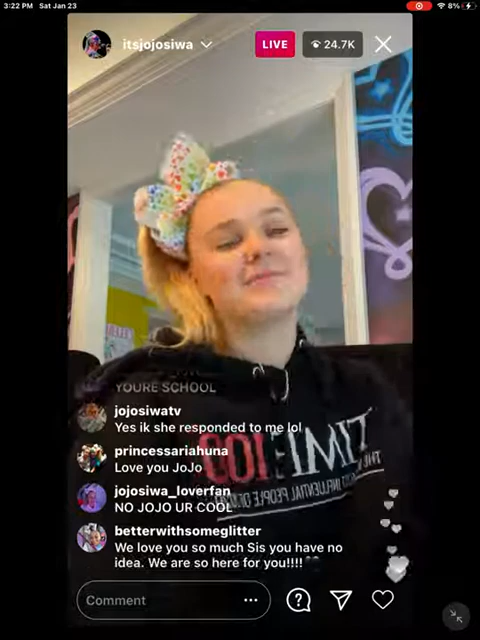 3:22 PM Sat Jan 23
8%
itsjojosiwa
LIVE
24.7K
YOURE SCHOOL
jojosiwatv
Yes ik she responded to me lol
princessariahuna
Love you JoJo
jojosiwa_loverfan
NO JOJO UR COOL
betterwithsomeglitter
We love you so much Sis you have no
idea. We are so here for you!!!!
Comment
TIME100